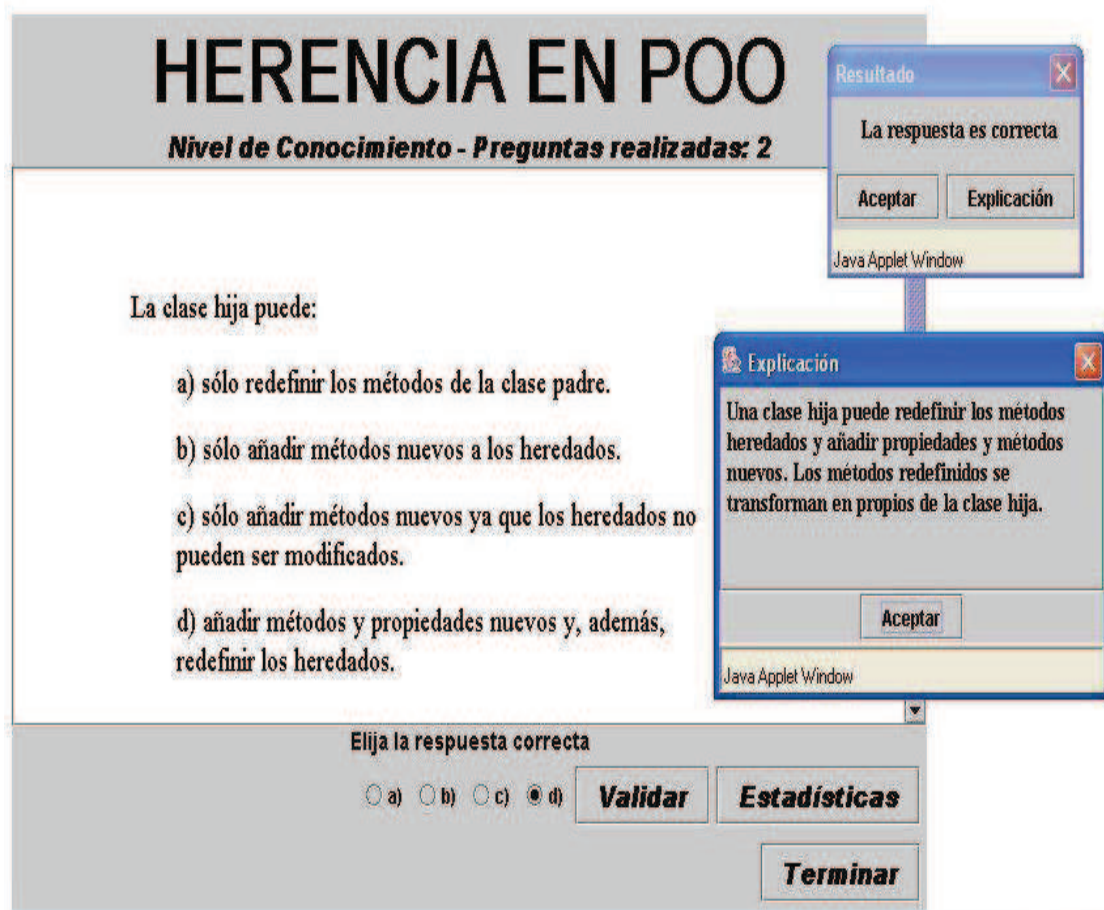 HERENCIA EN POO
Nivel de Conocimiento - Preguntas realizadas: 2
La clase hija puede:
a) sólo redefinir los métodos de la clase padre.
b) sólo añadir métodos nuevos a los heredados.
c) sólo añadir métodos nuevos ya que los heredados no
pueden ser modificados.
d) añadir métodos y propiedades nuevos y, además,
redefinir los heredados.
Elija la respuesta correcta
a) b) c) d) Validar Estadísticas
Terminar
Resultado
La respuesta es correcta
Aceptar Explicación
Java Applet Window
Explicación
Una clase hija puede redefinir los métodos
heredados y añadir propiedades y métodos
nuevos. Los métodos redefinidos se
transforman en propios de la clase hija.
Aceptar
Java Applet Window